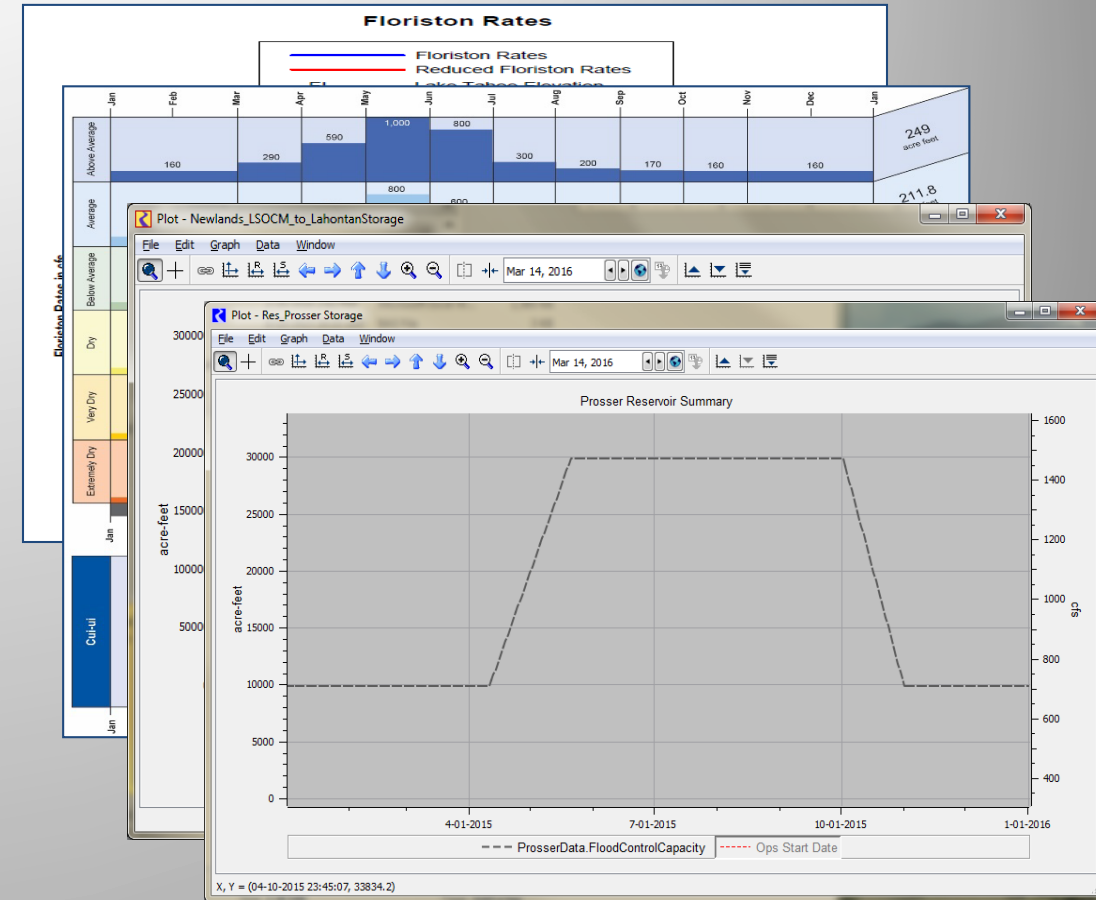 Floriston Rates
Floriston Rates
Reduced Floriston Rates
Jan Feb Mar Apr May Jun Jul Aug Sep Oct Nov Dec Jan
Above Average
160 290 590 1,000 800 300 200 170 160 160
249
acre feet
Average
800
600
211.8
Below Average
Dry
Very Dry
Extremely Dry
Jan
Cui-ui
Jan
Plot - Newlands_LSOCM_to_LahontanStorage
File Edit Graph Data Window
Mar 14, 2016
30000
25000
20000
15000
10000
5000
acre-feet
Plot - Res_Prosser Storage
File Edit Graph Data Window
Mar 14, 2016
Prosser Reservoir Summary
30000
25000
20000
15000
10000
5000
0
acre-feet
1600
1400
1200
1000
800
600
400
cfs
4-01-2015 7-01-2015 10-01-2015 1-01-2016
ProsserData.FloodControlCapacity Ops Start Date
X, Y = (04-10-2015 23:45:07, 33834.2)